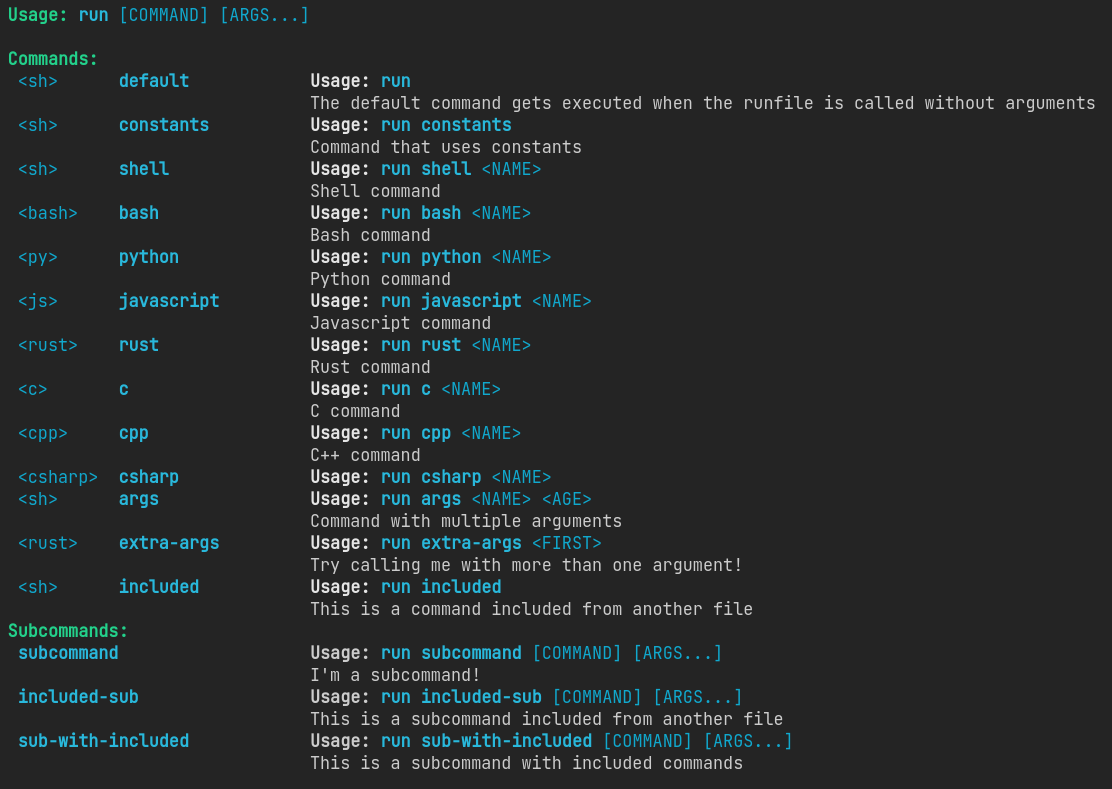 Usage: run [COMMAND] [ARGS...]

Commands:
 <sh>      default            Usage: run
                              The default command gets executed when the runfile is called without arguments
 <sh>      constants          Usage: run constants
                              Command that uses constants
 <sh>      shell              Usage: run shell <NAME>
                              Shell command
 <bash>    bash               Usage: run bash <NAME>
                              Bash command
 <py>      python             Usage: run python <NAME>
                              Python command
 <js>      javascript         Usage: run javascript <NAME>
                              Javascript command
 <rust>    rust               Usage: run rust <NAME>
                              Rust command
 <c>       c                  Usage: run c <NAME>
                              C command
 <cpp>     cpp                Usage: run cpp <NAME>
                              C++ command
 <csharp>  csharp             Usage: run csharp <NAME>
 <sh>      args               Usage: run args <NAME> <AGE>
                              Command with multiple arguments
 <rust>    extra-args         Usage: run extra-args <FIRST>
                              Try calling me with more than one argument!
 <sh>      included           Usage: run included
                              This is a command included from another file
Subcommands:
 subcommand                   Usage: run subcommand [COMMAND] [ARGS...]
                              I'm a subcommand!
 included-sub                 Usage: run included-sub [COMMAND] [ARGS...]
                              This is a subcommand included from another file
 sub-with-included            Usage: run sub-with-included [COMMAND] [ARGS...]
                              This is a subcommand with included commands